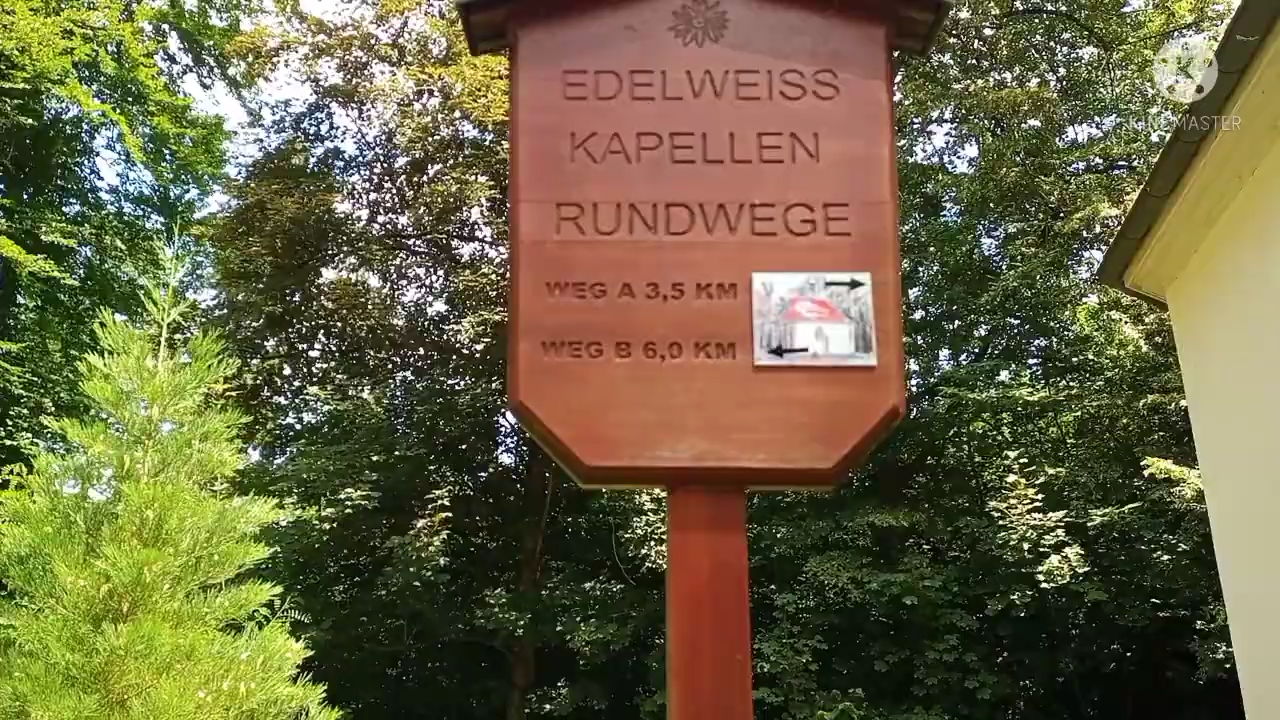 EDELWEISS
KAPELLEN
RUNDWEGE
WEG A 3,5 KM
WEG B 6,0 KM
K
KINEMASTER